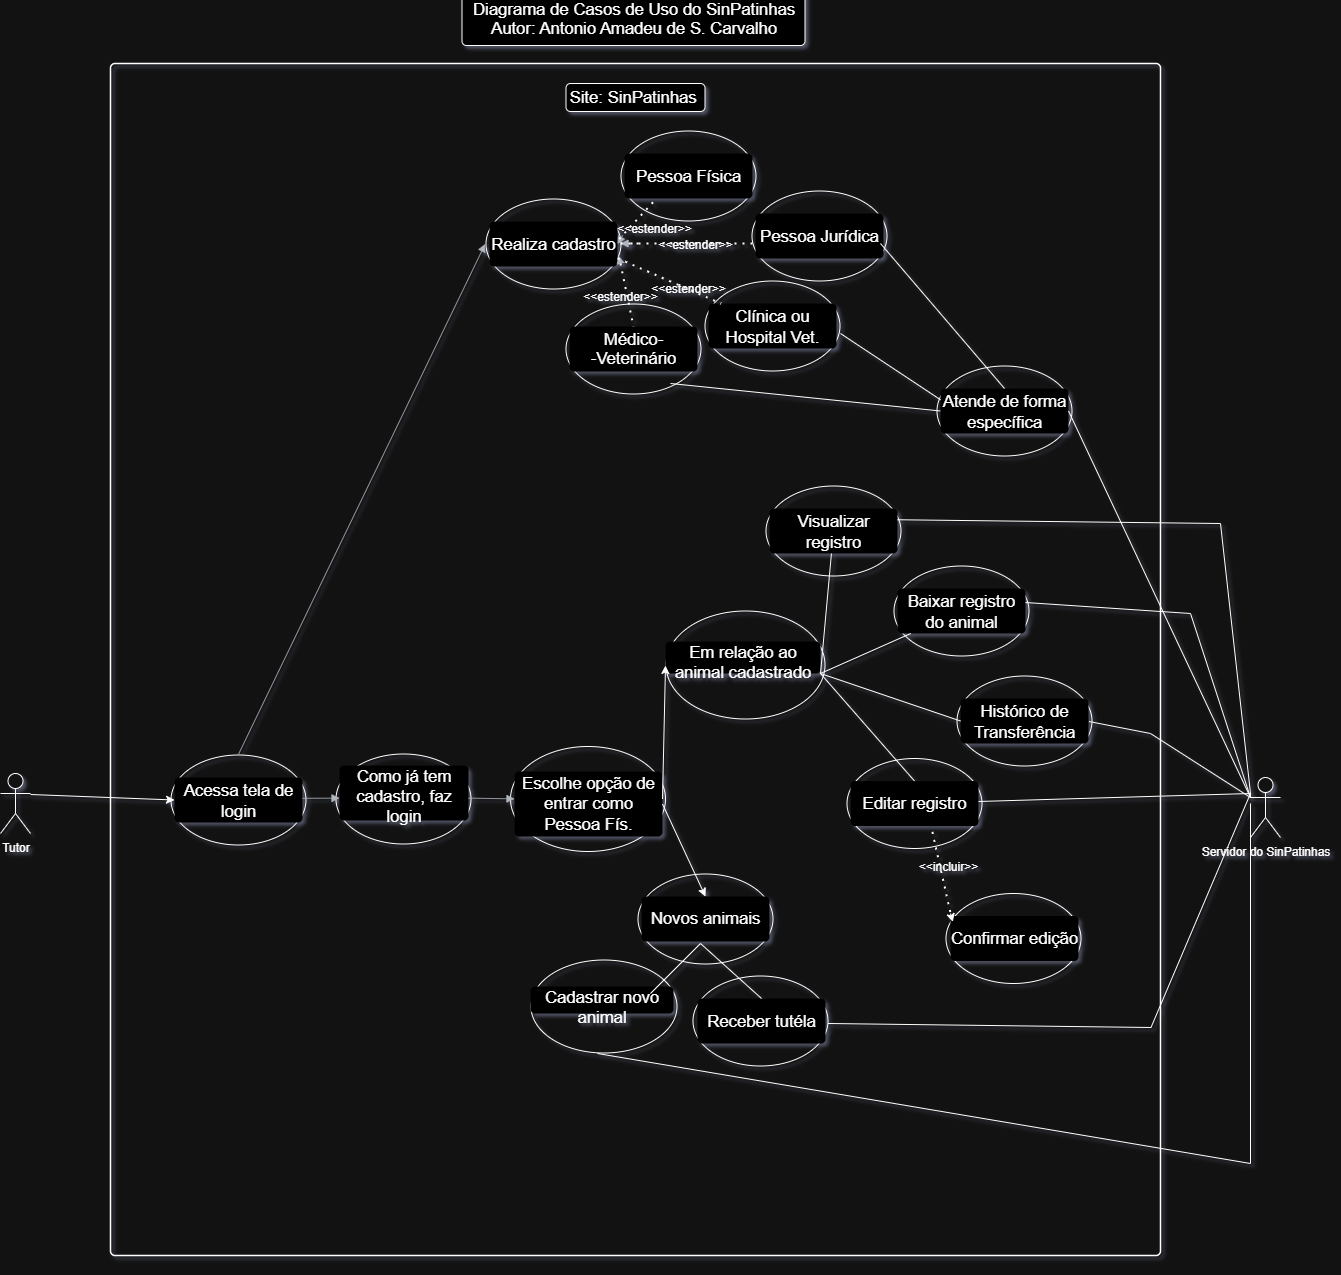 Diagrama de Casos de Uso do SinPatinhas
Autor: Antonio Amadeu de S. Carvalho
Site: SinPatinhas
Pessoa Física
Realiza cadastro
<<estender>>
Pessoa Jurídica
<<estender>>
<<estender>>
<<estender>>
Clínica ou
Hospital Vet.
Médico-
-Veterinário
Atende de forma
específica
Visualizar
registro
Baixar registro
do animal
Em relação ao
animal cadastrado
Histórico de
Transferência
Acessa tela de
login
Como já tem
cadastro, faz
login
Escolhe opção de
entrar como
Pessoa Fís.
Editar registro
Tutor
Servidor do SinPatinhas
<<incluir>>
Novos animais
Confirmar edição
Cadastrar novo
animal
Receber tutéla